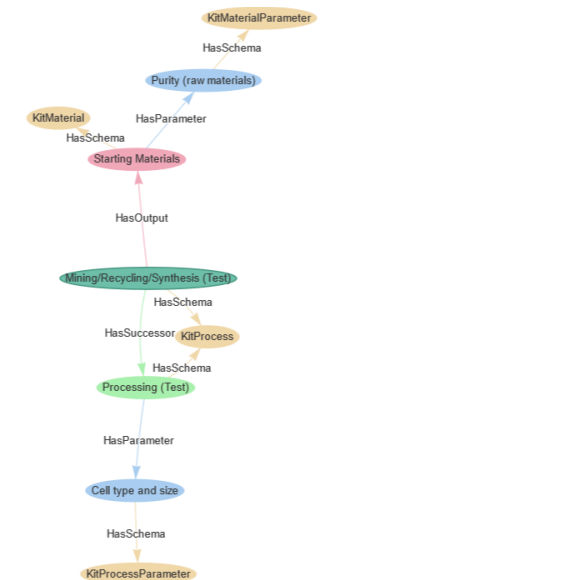 KitMaterialParameter
HasSchema
Purity (raw materials)
KitMaterial
HasParameter
HasSchema
Starting Materials
HasOutput
Mining/Recycling/Synthesis (Test)
HasSchema
HasSuccessor
KitProcess
HasSchema
Processing (Test)
HasParameter
Cell type and size
HasSchema
KitProcessParameter